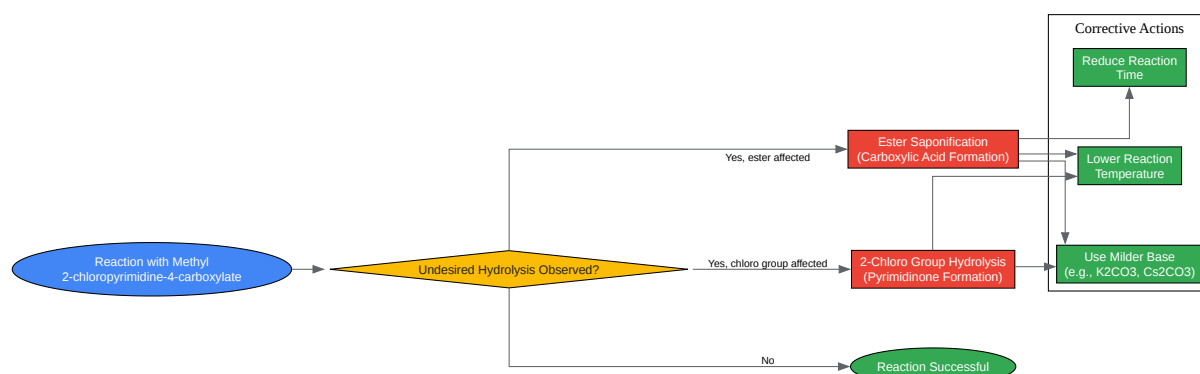 Corrective Actions
Reduce Reaction
Time
Ester Saponification
(Carboxylic Acid Formation)
Yes, ester affected
Lower Reaction
Temperature
Reaction with Methyl
2-chloropyrimidine-4-carboxylate
Undesired Hydrolysis Observed?
Yes, chloro group affected
2-Chloro Group Hydrolysis
(Pyrimidinone Formation)
Use Milder Base
(e.g., K2CO3, Cs2CO3)
No
Reaction Successful